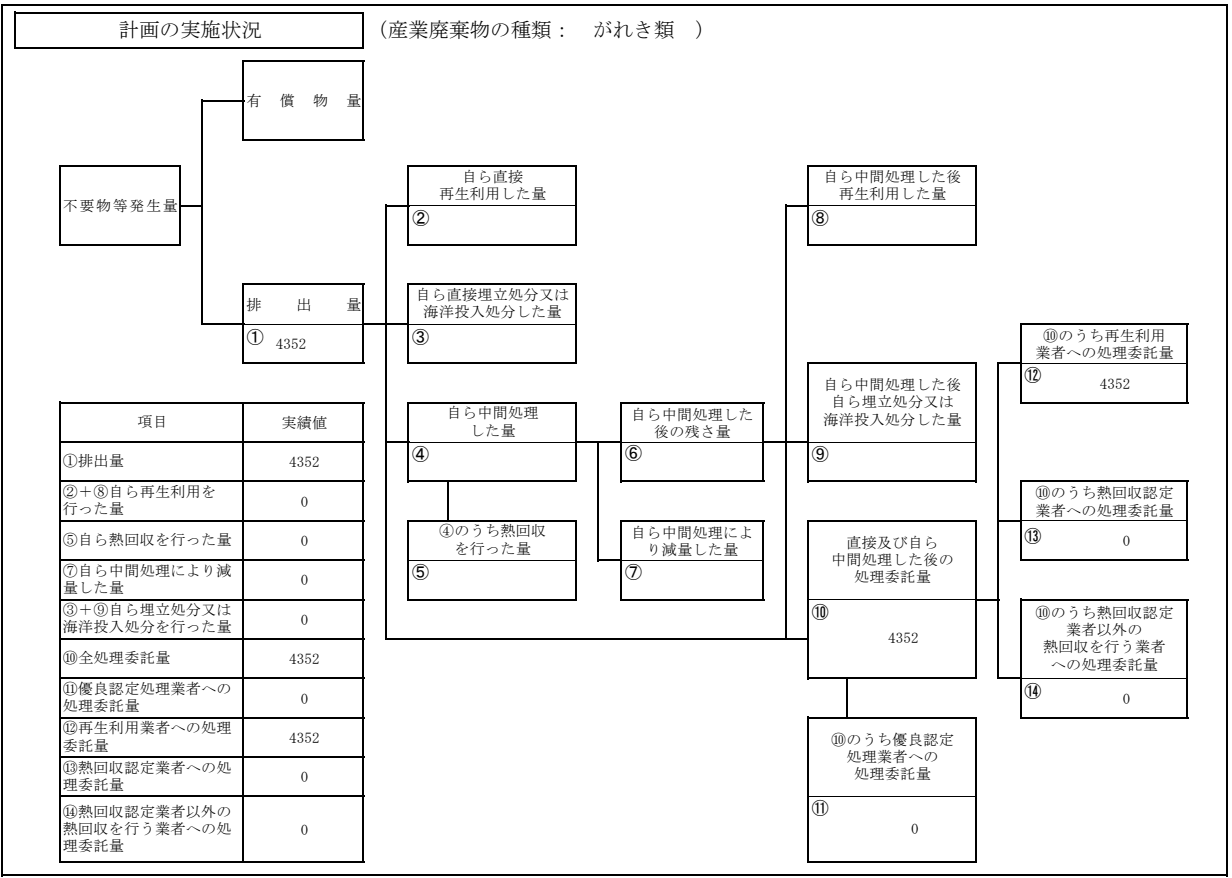 計画の実施状況
（産業廃棄物の種類：　がれき類　）
有　償　物　量
不要物等発生量
自ら直接
再生利用した量
②
自ら中間処理した後
再生利用した量
⑧
排　出　量
① 4352
自ら直接埋立処分又は
海洋投入処分した量
③
⑩のうち再生利用
業者への処理委託量
⑫ 4352
自ら中間処理した後
自ら埋立処分又は
海洋投入処分した量
⑨
自ら中間処理
した量
④
自ら中間処理した
後の残さ量
⑥
⑩のうち熱回収認定
業者への処理委託量
⑬ 0
④のうち熱回収
を行った量
⑤
自ら中間処理によ
り減量した量
⑦
直接及び自ら
中間処理した後の
処理委託量
⑩
4352
⑩のうち熱回収認定
業者以外の
熱回収を行う業者
への処理委託量
⑭ 0
⑩のうち優良認定
処理業者への
処理委託量
⑪
0
項目 実績値
①排出量 4352
②＋⑧自ら再生利用を
行った量 0
⑤自ら熱回収を行った量 0
⑦自ら中間処理により減
量した量 0
③＋⑨自ら埋立処分又は
海洋投入処分を行った量 0
⑩全処理委託量 4352
⑪優良認定処理業者への
処理委託量 0
⑫再生利用業者への処理
委託量 4352
⑬熱回収認定業者への処
理委託量 0
⑭熱回収認定業者以外の
熱回収を行う業者への処
理委託量 0